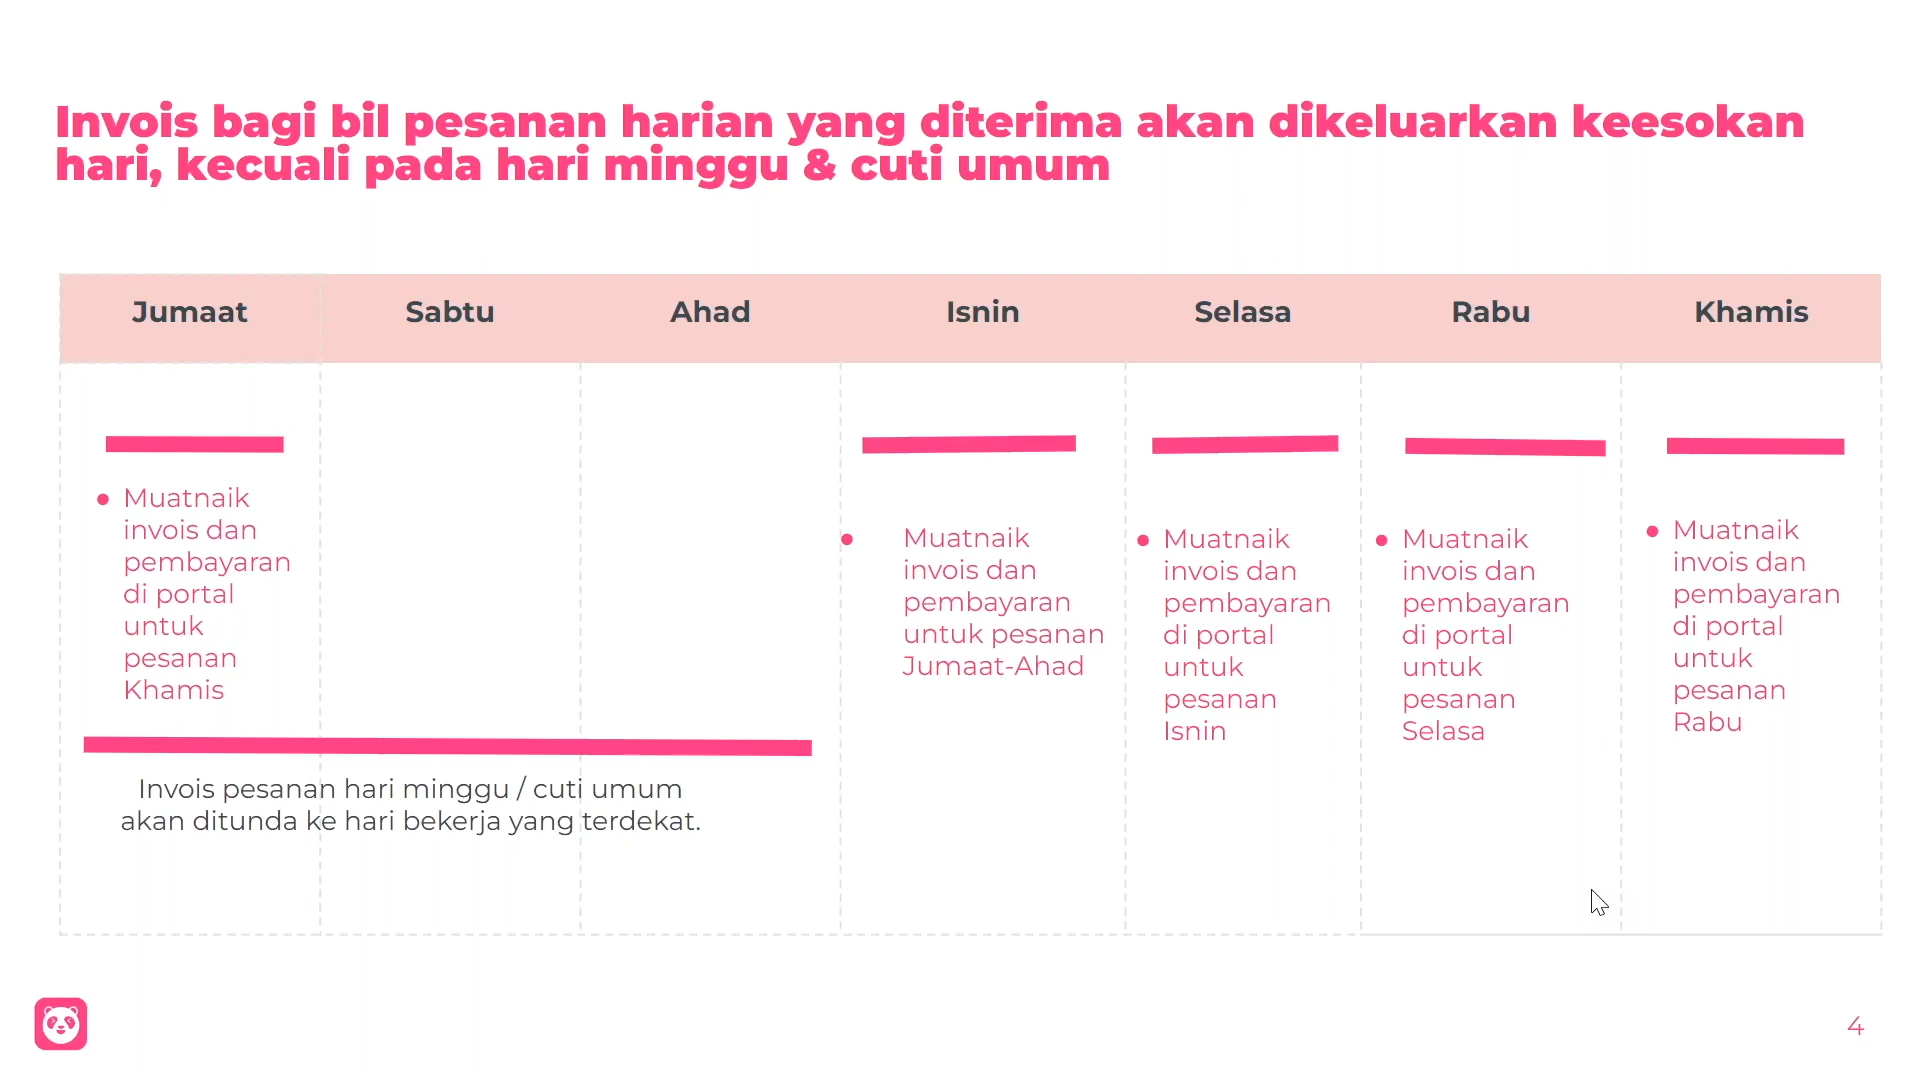 Invois bagi bil pesanan harian yang diterima akan dikeluarkan keesokan
hari, kecuali pada hari minggu & cuti umum
Jumaat
Sabtu
Ahad
Isnin
Selasa
Rabu
Khamis
● Muatnaik
invois dan
pembayaran
di portal
untuk
pesanan
Khamis
● Muatnaik
invois dan
pembayaran
untuk pesanan
Jumaat-Ahad
● Muatnaik
invois dan
pembayaran
di portal
untuk
pesanan
Isnin
● Muatnaik
invois dan
pembayaran
di portal
untuk
pesanan
Selasa
● Muatnaik
invois dan
pembayaran
di portal
untuk
pesanan
Rabu
Invois pesanan hari minggu / cuti umum
akan ditunda ke hari bekerja yang terdekat.
4